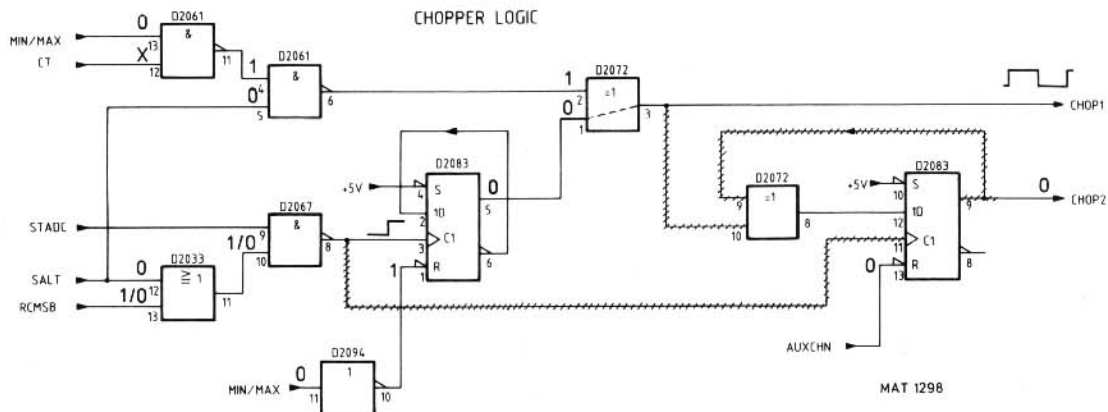 CHOPPER LOGIC
D2061
MIN/MAX 0 13 & 11
CT X 12
D2061
1 4 & 6
0 5
D2072
1 2 =1 3
0 1
CHOP1
D2083
+5V 4 S 0 5
2 1D
3 C1
1 1 R 6
D2067
STADC 9 & 8
1/0 10
D2033
SALT 0 12 ≥ 1 11
RCMSB 1/0 13
D2094
MIN/MAX 0 11 1 10
D2072
9 =1 8
10
D2083
+5V 10 S 9 0 CHOP2
12 1D
11 C1
0 13 R 8
AUXCHN
MAT 1298